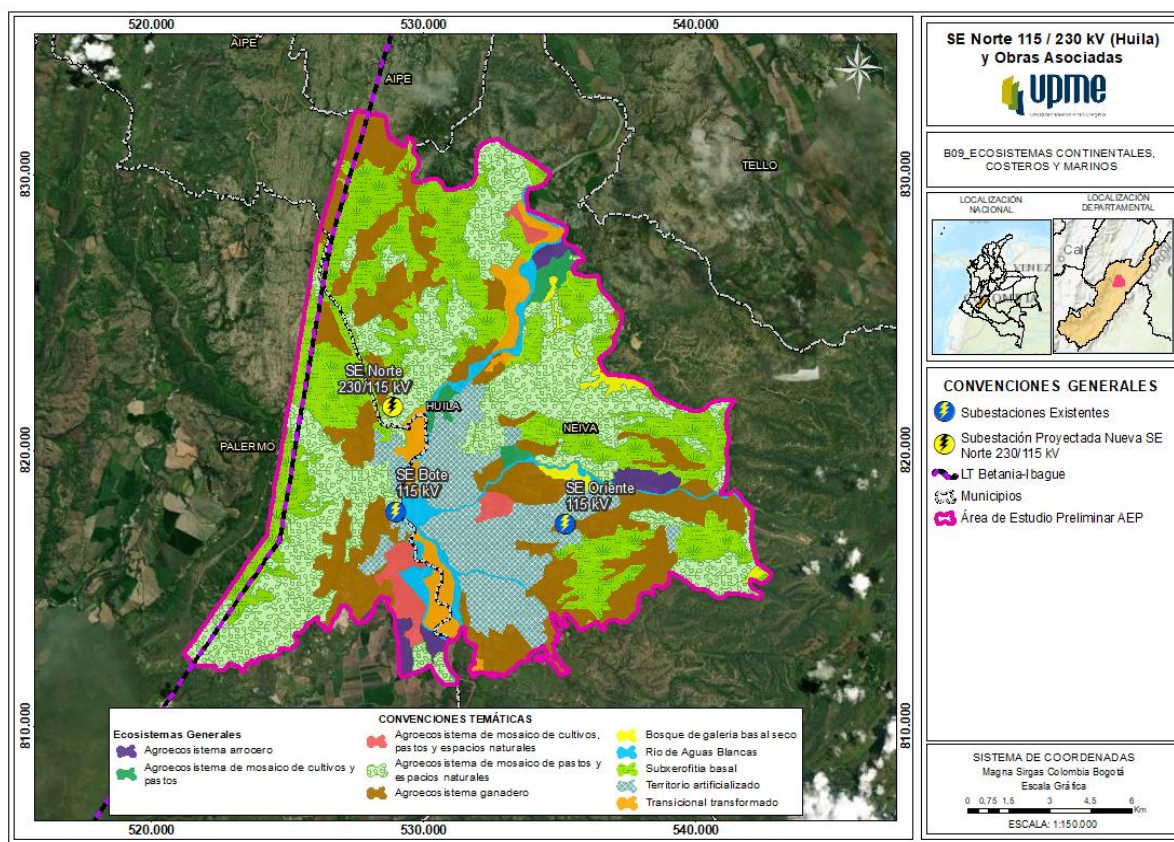 520.000
530.000
540.000
AIPE
AIPE
TELLO
830.000
830.000
SE Norte
230/115 kV
HUILA
NEIVA
PALERMO
820.000
820.000
SE Bote
115 kV
SE Oriente
115 kV
810.000
810.000
CONVENCIONES TEMÁTICAS
Ecosistemas Generales
Agroecosistema arrocero
Agroecosistema de mosaico de cultivos y
pastos
Agroecosistema de mosaico de cultivos,
pastos y espacios naturales
Agroecosistema de mosaico de pastos y
espacios naturales
Agroecosistema ganadero
Bosque de galeria basal seco
Rio de Aguas Blancas
Subxerofitia basal
Territorio artificializado
Transicional transformado
520.000
530.000
540.000
SE Norte 115 / 230 kV (Huila)
y Obras Asociadas
upme
B09_ECOSISTEMAS CONTINENTALES,
COSTEROS Y MARINOS
LOCALIZACIÓN
NACIONAL
LOCALIZACIÓN
DEPARTAMENTAL
CONVENCIONES GENERALES
Subestaciones Existentes
Subestación Proyectada Nueva SE
Norte 230/115 kV
LT Betania-Ibague
Municipios
Área de Estudio Preliminar AEP
SISTEMA DE COORDENADAS
Magna Sirgas Colombia Bogotá
Escala Gráfica
0 0,75 1,5 3 4,5 6
Km
ESCALA: 1:150.000